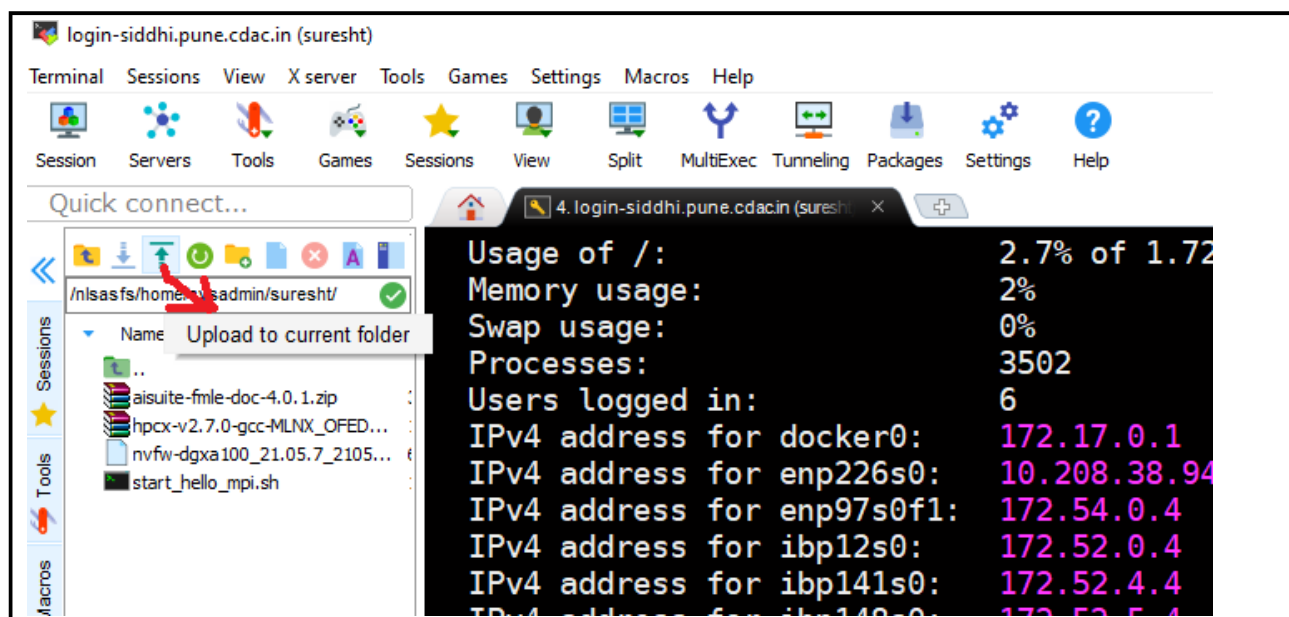 login-siddhi.pune.cdac.in (suresht)
Terminal Sessions View X server Tools Games Settings Macros Help
Session Servers Tools Games Sessions View Split MultiExec Tunneling Packages Settings Help
Quick connect...
4. login-siddhi.pune.cdac.in (suresht
/nlsasfs/home/sysadmin/suresht/
Name
Upload to current folder
..
aisuite-fmle-doc-4.0.1.zip
hpcx-v2.7.0-gcc-MLNX_OFED...
nvfw-dgxa100_21.05.7_2105...
start_hello_mpi.sh
Sessions
Tools
Macros
Usage of /: 2.7% of 1.72
Memory usage: 2%
Swap usage: 0%
Processes: 3502
Users logged in: 6
IPv4 address for docker0: 172.17.0.1
IPv4 address for enp226s0: 10.208.38.94
IPv4 address for enp97s0f1: 172.54.0.4
IPv4 address for ibp12s0: 172.52.0.4
IPv4 address for ibp141s0: 172.52.4.4